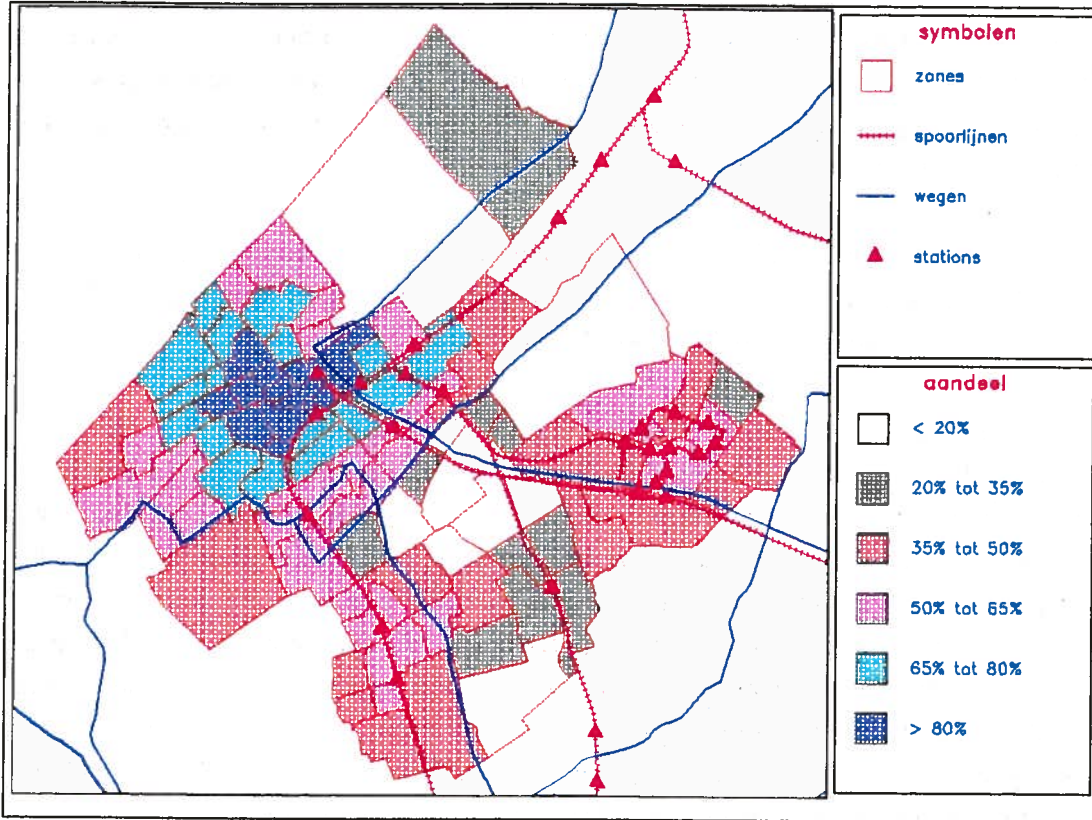 symbolen
zones
spoorlijnen
wegen
stations
aandeel
< 20%
20% tot 35%
35% tot 50%
50% tot 65%
65% tot 80%
> 80%